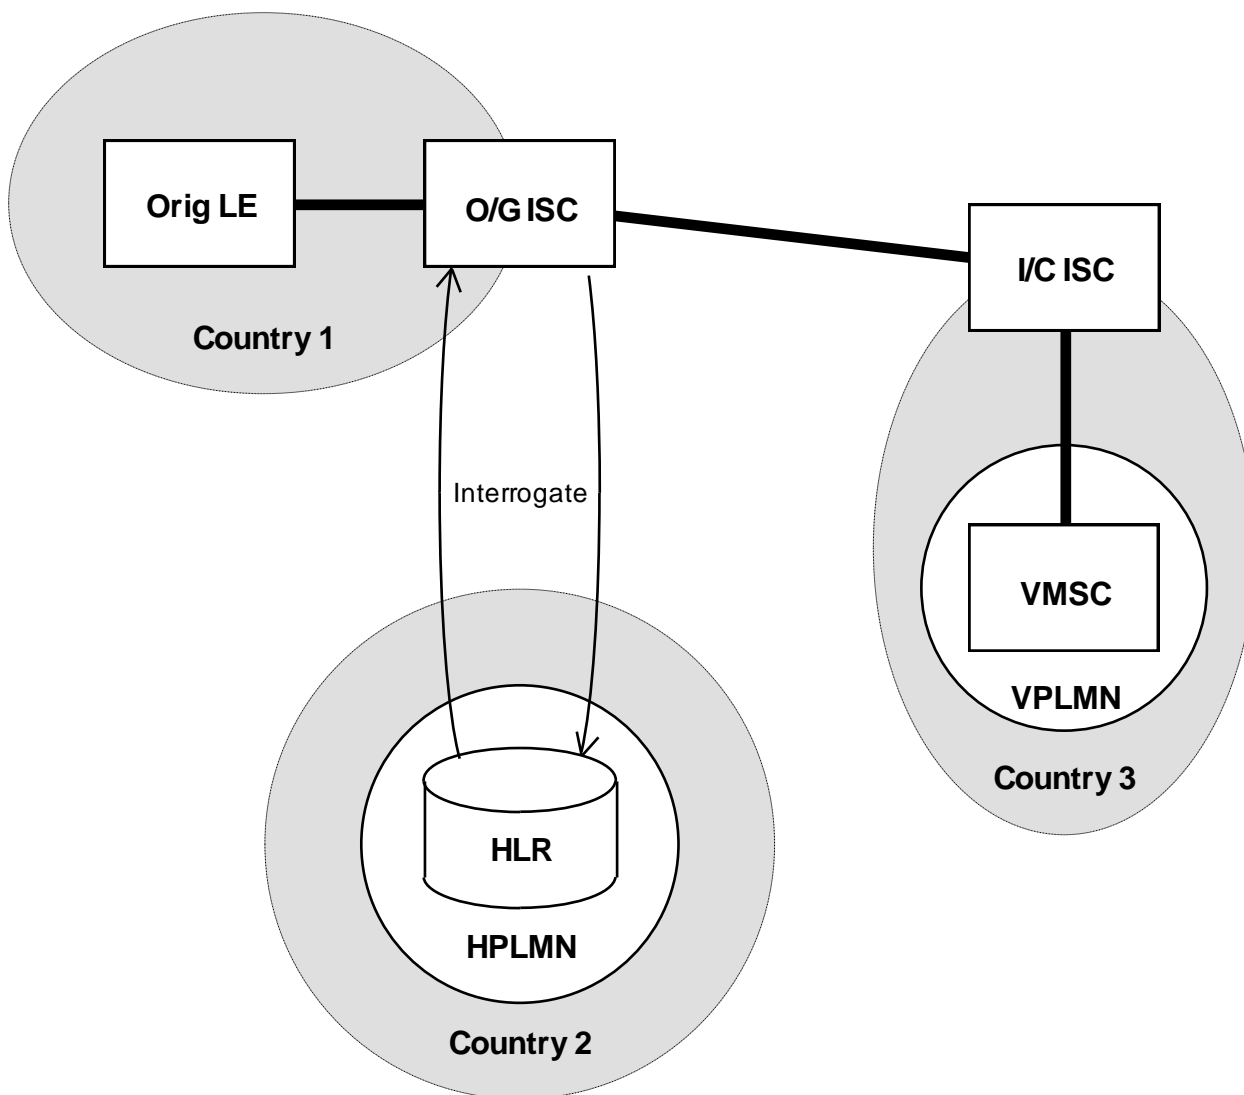 Orig LE
O/G ISC
I/C ISC
Country 1
Interrogate
VMSC
VPLMN
Country 3
HLR
HPLMN
Country 2